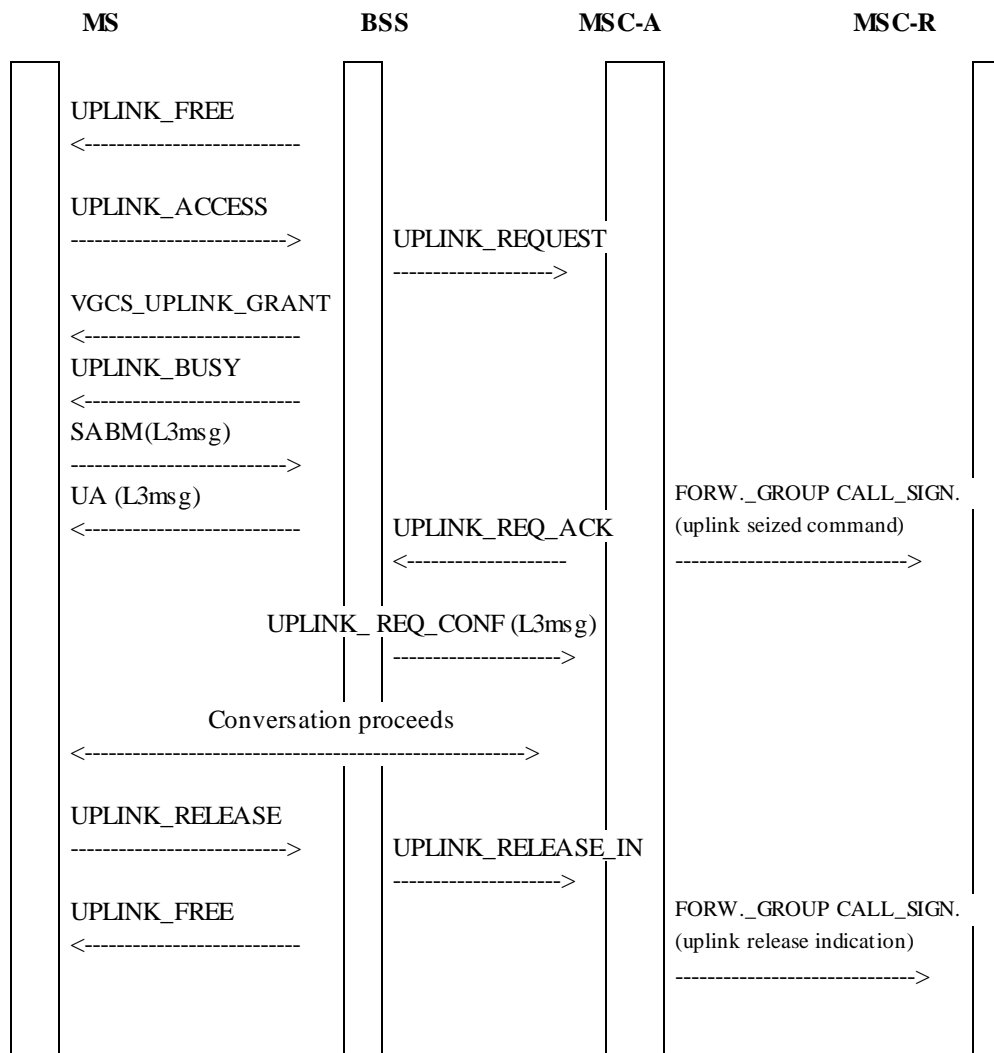 MS BSS MSC-A MSC-R
UPLINK_FREE
<---------------------------
UPLINK_ACCESS
--------------------------->
UPLINK_REQUEST
-------------------->
VGCS_UPLINK_GRANT
<---------------------------
UPLINK_BUSY
<---------------------------
SABM(L3msg)
--------------------------->
UA (L3msg)
<---------------------------
FORW._GROUP CALL_SIGN.
(uplink seized command)
----------------------------->
UPLINK_REQ_ACK
<--------------------
UPLINK_ REQ_CONF (L3msg)
--------------------->
Conversation proceeds
<------------------------------------------------------->
UPLINK_RELEASE
--------------------------->
UPLINK_RELEASE_IN
--------------------->
UPLINK_FREE
<---------------------------
FORW._GROUP CALL_SIGN.
(uplink release indication)
------------------------------>